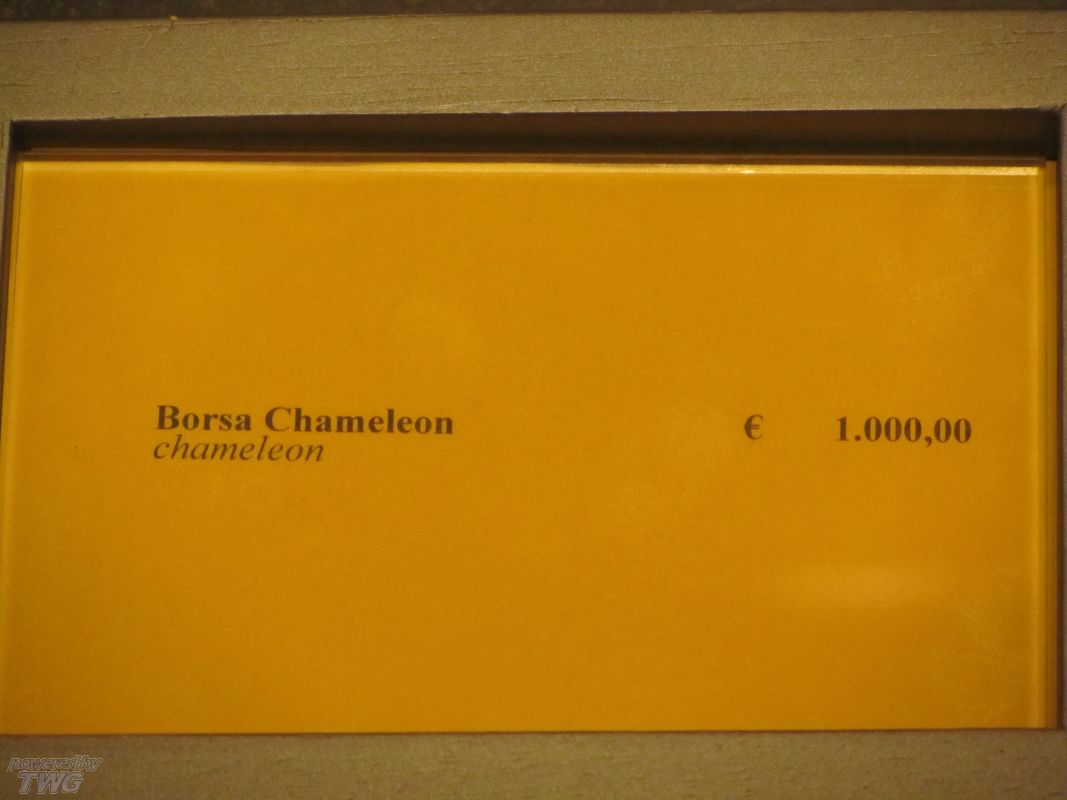 Borsa Chameleon € 1.000,00
chameleon
powered by
TWG